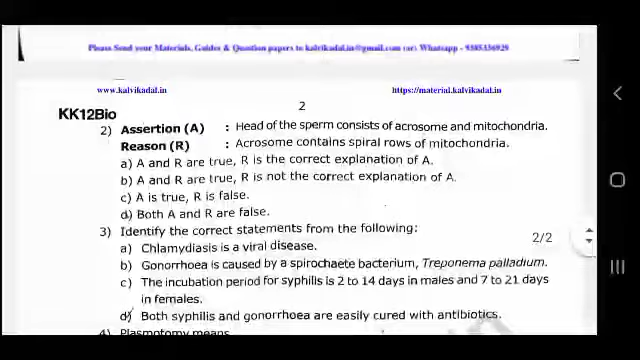 Please Send your Materials, Guides & Question papers to kalvikadal.in@gmail.com (or) Whatsapp - 9385336929
www.kalvikadal.in https://material.kalvikadal.in/
2
KK12Bio
2) Assertion (A) : Head of the sperm consists of acrosome and mitochondria.
Reason (R) : Acrosome contains spiral rows of mitochondria.
a) A and R are true, R is the correct explanation of A.
b) A and R are true, R is not the correct explanation of A.
c) A is true, R is false.
d) Both A and R are false.
3) Identify the correct statements from the following:
2/2
a) Chlamydiasis is a viral disease.
b) Gonorrhoea is caused by a spirochaete bacterium, Treponema palladium.
c) The incubation period for syphilis is 2 to 14 days in males and 7 to 21 days
in females.
d) Both syphilis and gonorrhoea are easily cured with antibiotics.
4) Plasmotomy means